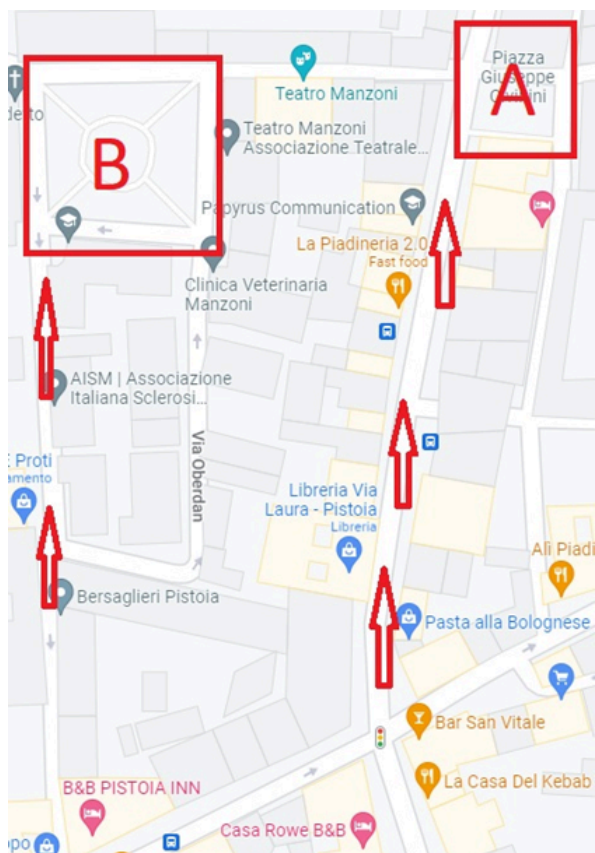 Piazza
Giuseppe
A
B
Teatro Manzoni
Teatro Manzoni
Associazione Teatrale...
Papyrus Communication
La Piadineria 2.0
Fast food
Clinica Veterinaria
Manzoni
AISM | Associazione
Italiana Sclerosi...
Via Oberdan
Proti
Libreria Via
Laura - Pistoia
Libreria
Alì Piadi
Bersaglieri Pistoia
Pasta alla Bolognese
Bar San Vitale
B&B PISTOIA INN
La Casa Del Kebab
Casa Rowe B&B